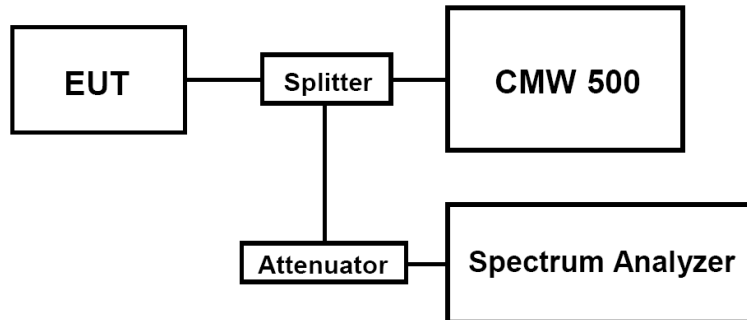 EUT
Splitter
CMW 500
Attenuator
Spectrum Analyzer